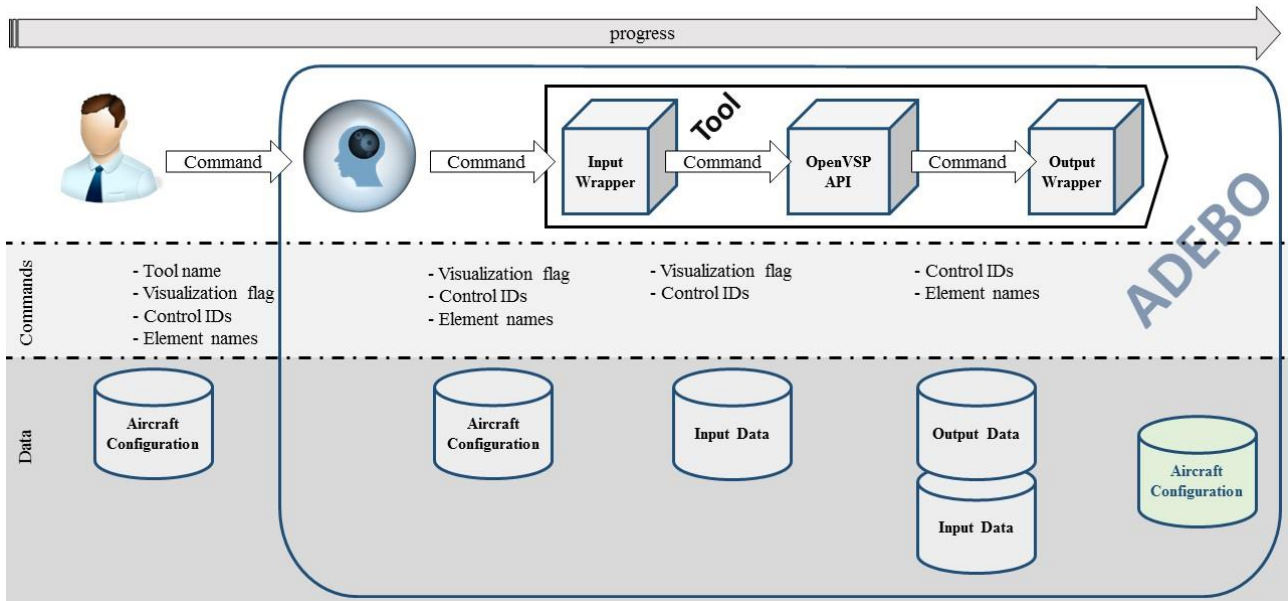 progress
Command
Command
Input
Wrapper
Tool
Command
OpenVSP
API
Command
Output
Wrapper
ADEBO
Commands
- Tool name
- Visualization flag
- Control IDs
- Element names
- Visualization flag
- Control IDs
- Element names
- Visualization flag
- Control IDs
- Control IDs
- Element names
Data
Aircraft
Configuration
Aircraft
Configuration
Input Data
Output Data
Input Data
Aircraft
Configuration